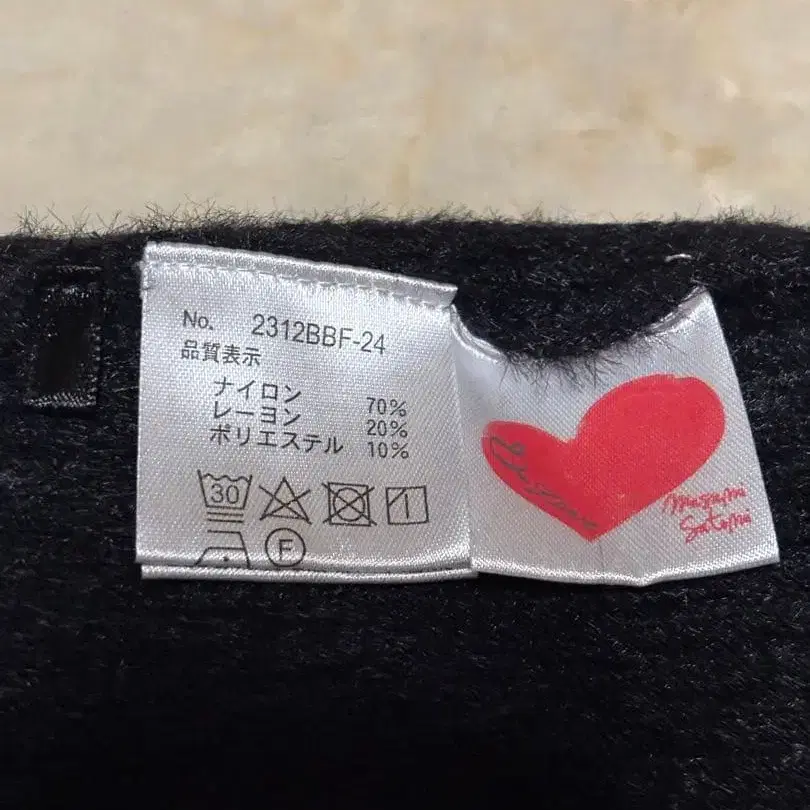 No. 2312BBF-24
品質表示
ナイロン 70%
レーヨン 20%
ポリエステル 10%
30
F
masami
Satomi